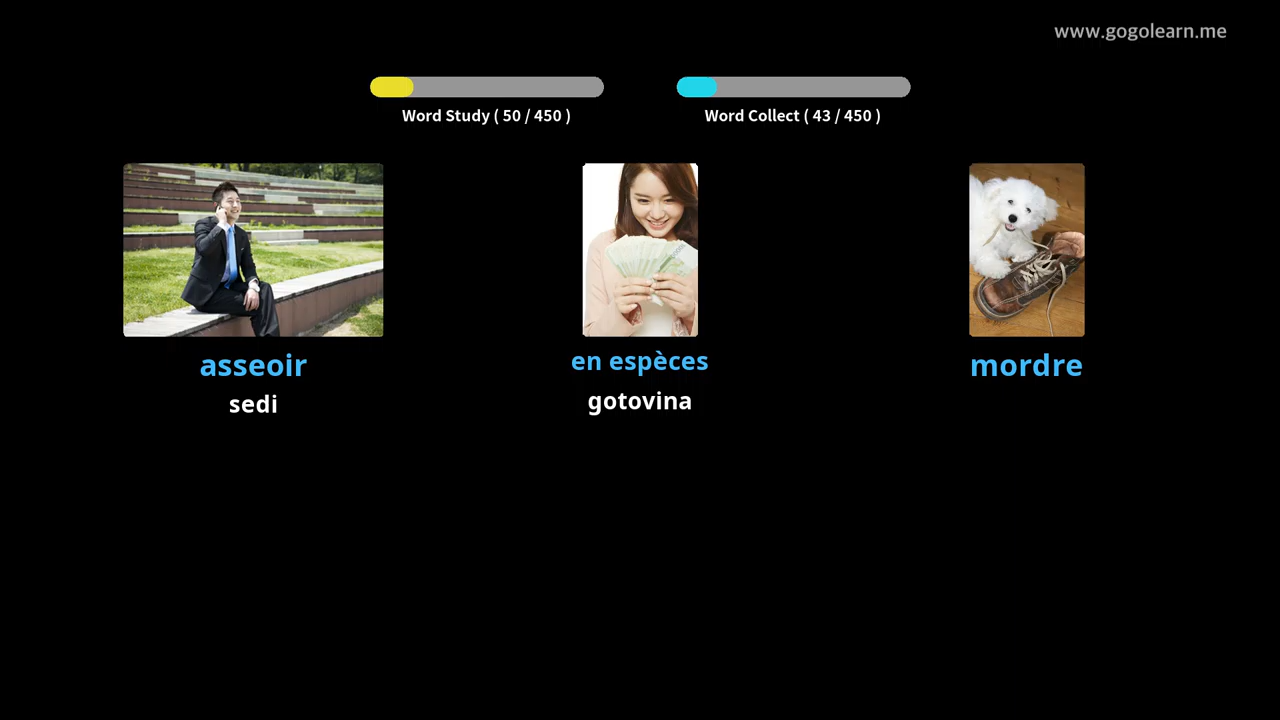 www.gogolearn.me
Word Study ( 50 / 450 )
Word Collect ( 43 / 450 )
asseoir
sedi
en espèces
gotovina
mordre